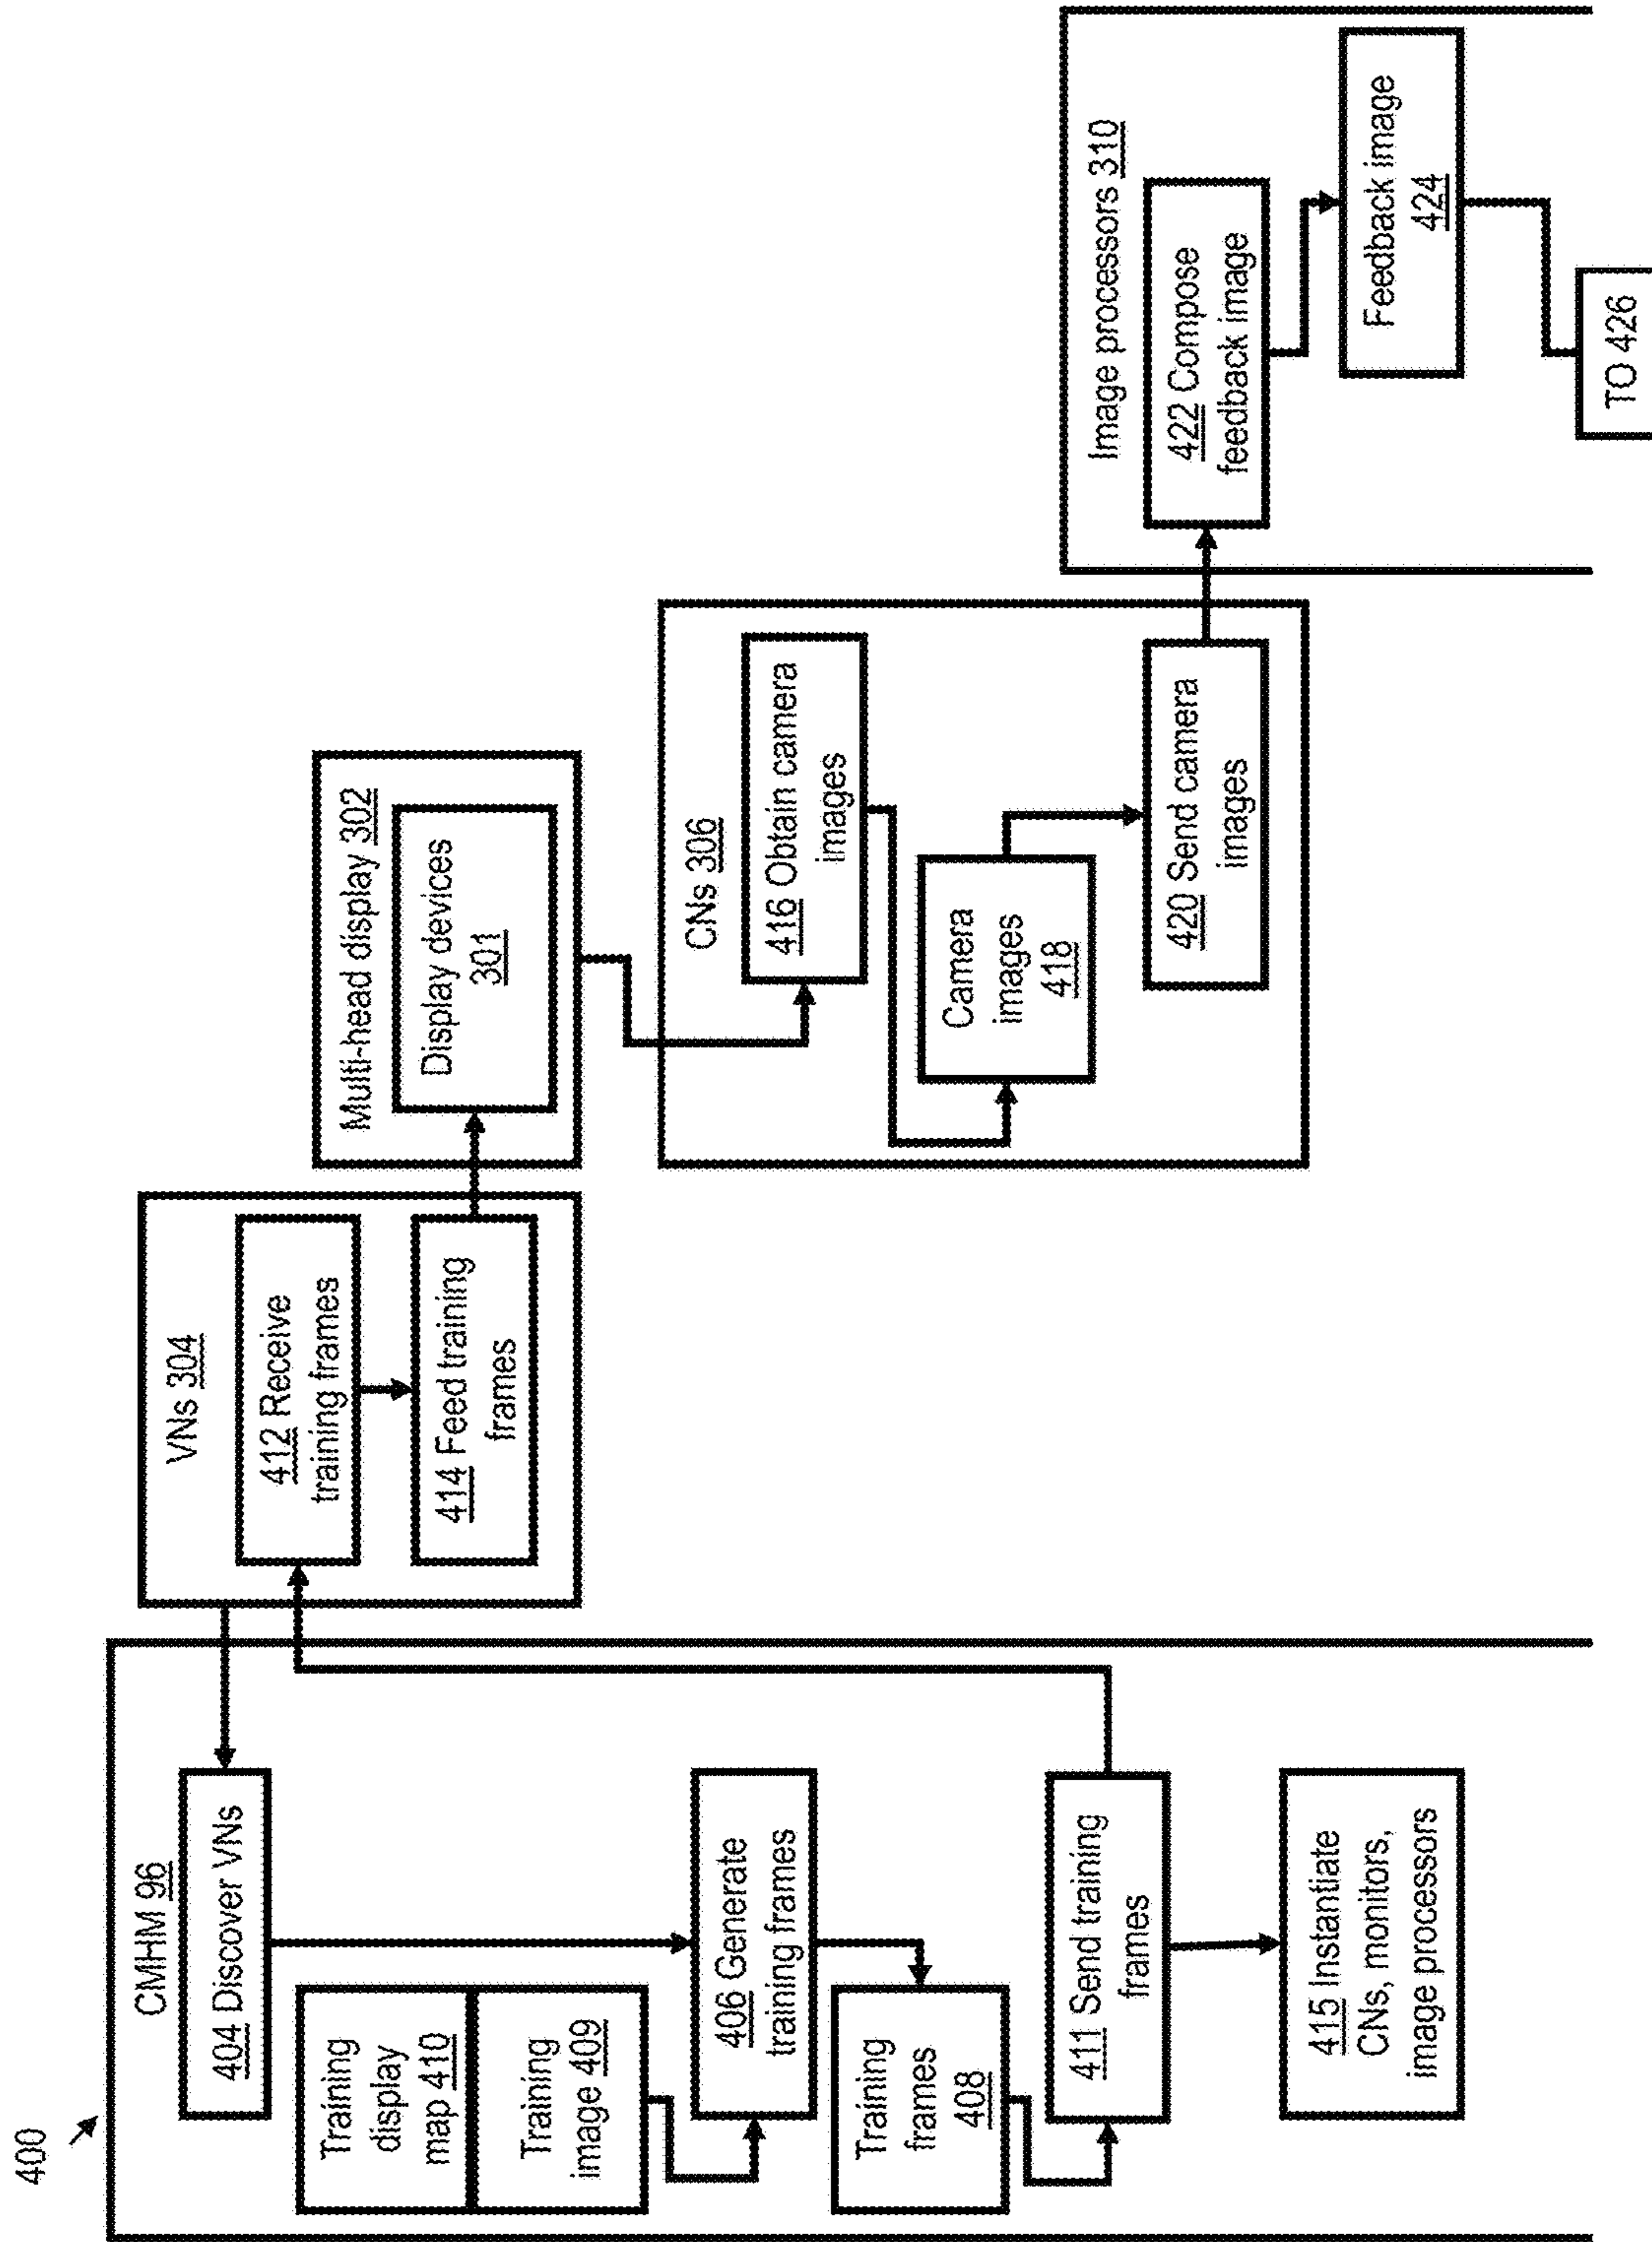 400
CMHM 96
404 Discover VNs
Training
display
map 410
Training
image 409
406 Generate
training frames
Training
frames
408
411 Send training
frames
415 Instantiate
CNs, monitors,
image processors
VNs 304
412 Receive
training frames
414 Feed training
frames
Multi-head display 302
Display devices
301
CNs 306
416 Obtain camera
images
Camera
images
418
420 Send camera
images
Image processors 310
422 Compose
feedback image
Feedback image
424
TO 426